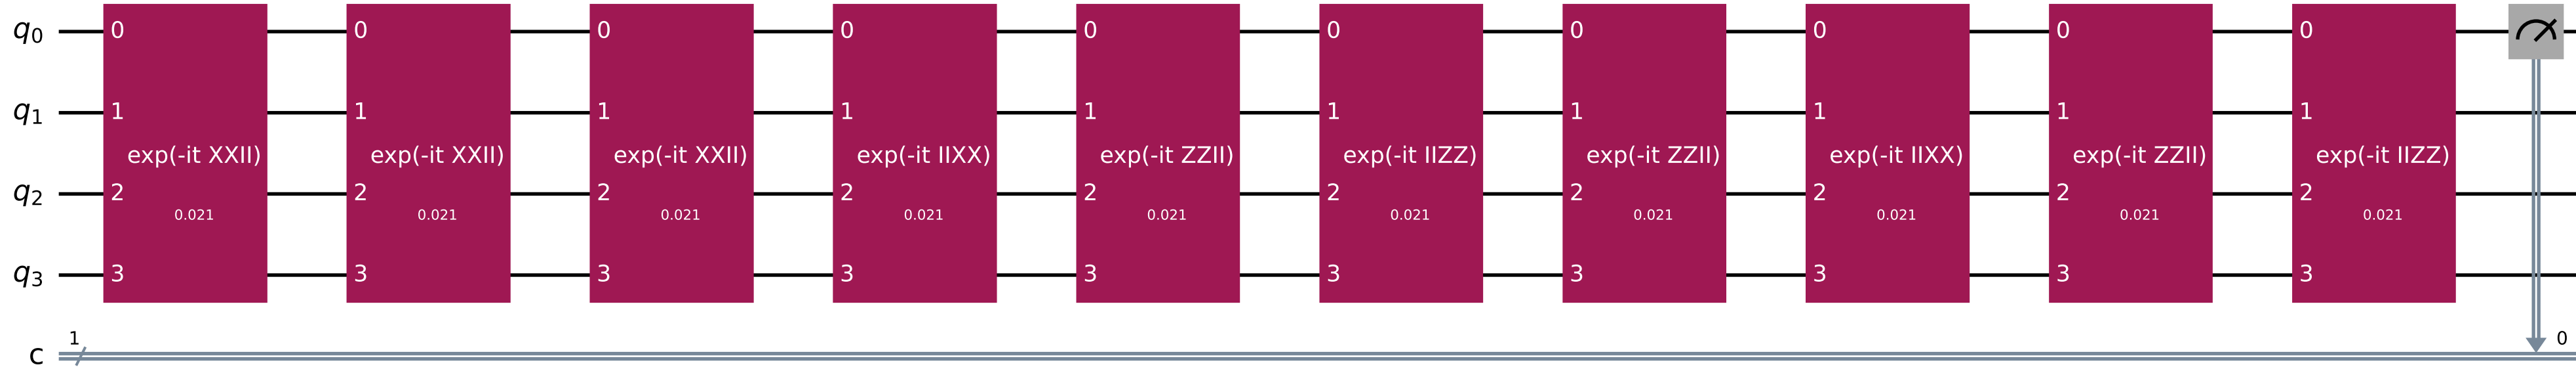 q0 0 0 0 0 0 0 0 0 0 0
q1 1 1 1 1 1 1 1 1 1 1
exp(-it XXII) exp(-it XXII) exp(-it XXII) exp(-it IIXX) exp(-it ZZII) exp(-it IIZZ) exp(-it ZZII) exp(-it IIXX) exp(-it ZZII) exp(-it IIZZ)
q2 2 2 2 2 2 2 2 2 2 2
0.021 0.021 0.021 0.021 0.021 0.021 0.021 0.021 0.021 0.021
q3 3 3 3 3 3 3 3 3 3 3
1 0
c